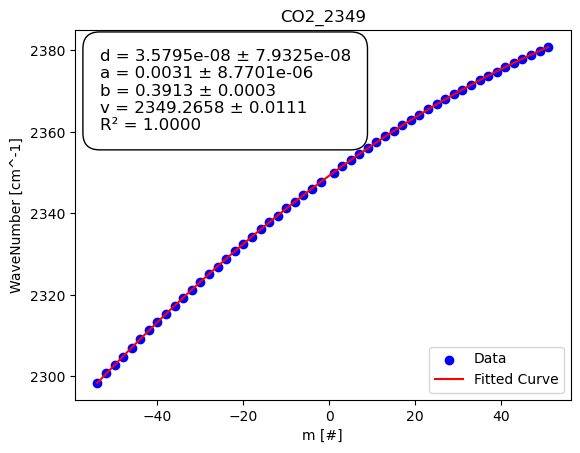 CO2_2349
d = 3.5795e-08 ± 7.9325e-08
a = 0.0031 ± 8.7701e-06
b = 0.3913 ± 0.0003
v = 2349.2658 ± 0.0111
R² = 1.0000
WaveNumber [cm^-1]
2380
2360
2340
2320
2300
Data
Fitted Curve
−40
−20
0
20
40
m [#]